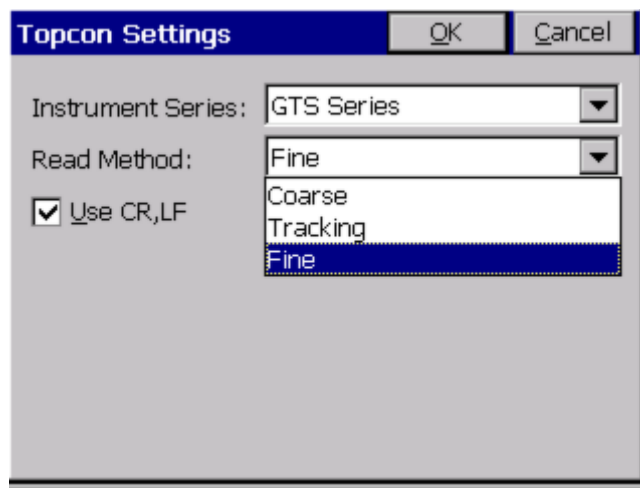 Topcon Settings OK Cancel
Instrument Series: GTS Series
Read Method: Fine
Coarse
Use CR,LF
Tracking
Fine